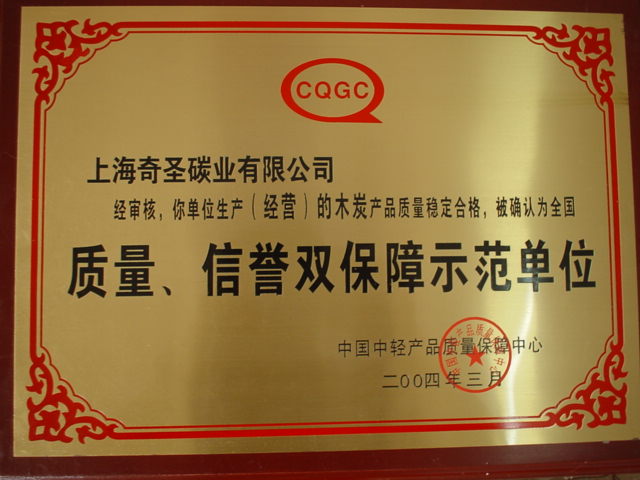 CQGC
上海奇圣碳业有限公司
经审核，你单位生产（经营）的木炭产品质量稳定合格，被确认为全国
质量、信誉双保障示范单位
中国中轻产品质量保障中心
二〇〇四年三月